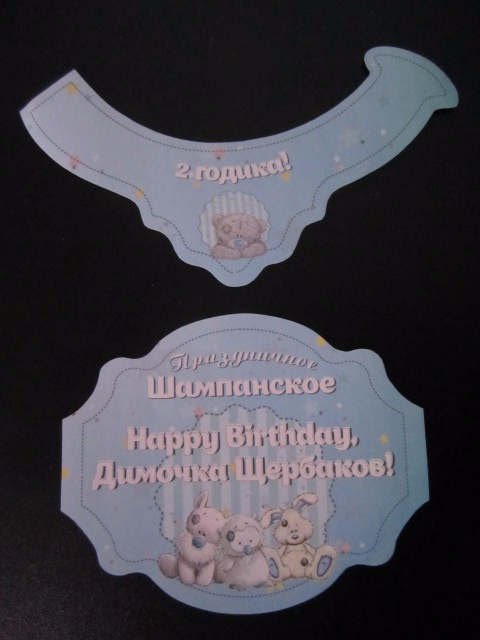 2 годика!
Праздничное
Шампанское
Happy Birthday,
Димочка Щербаков!